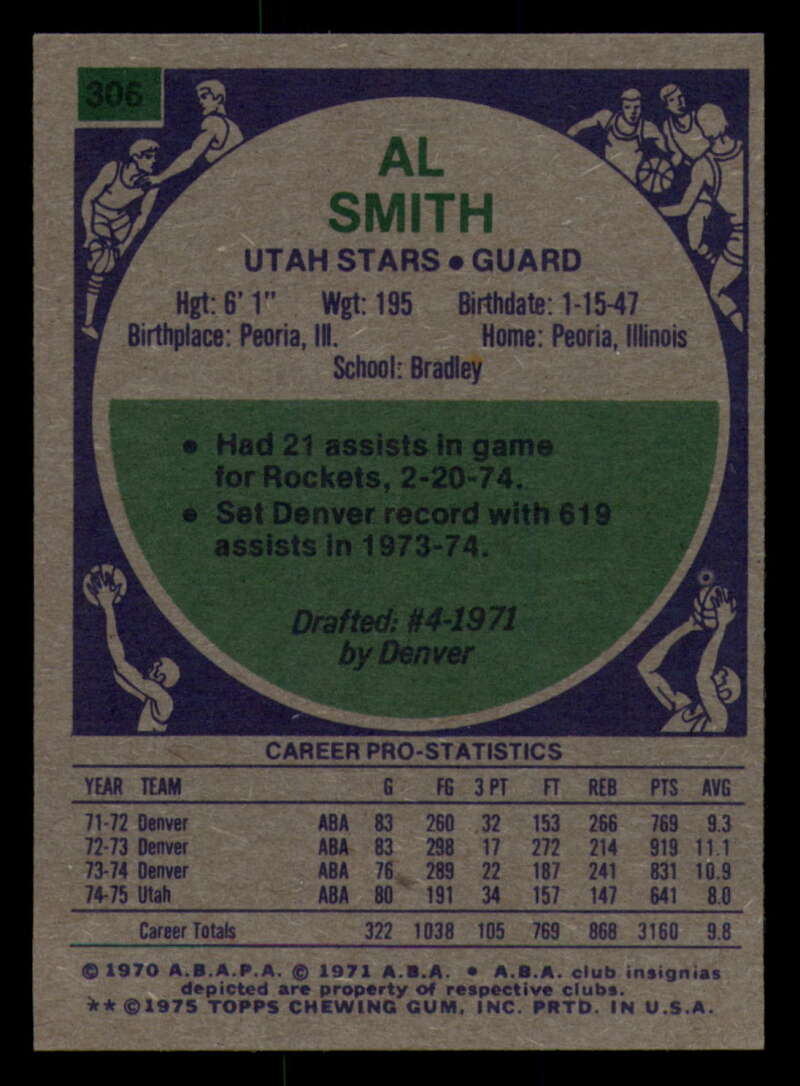 306
AL
SMITH
UTAH STARS • GUARD
Hgt: 6' 1" Wgt: 195 Birthdate: 1-15-47
Birthplace: Peoria, Ill. Home: Peoria, Illinois
School: Bradley
• Had 21 assists in game
for Rockets, 2-20-74.
• Set Denver record with 619
assists in 1973-74.
Drafted: #4-1971
by Denver
CAREER PRO-STATISTICS
YEAR TEAM G FG 3 PT FT REB PTS AVG
71-72 Denver ABA 83 260 32 153 266 769 9.3
72-73 Denver ABA 83 298 17 272 214 919 11.1
73-74 Denver ABA 76 289 22 187 241 831 10.9
74-75 Utah ABA 80 191 34 157 147 641 8.0
Career Totals 322 1038 105 769 868 3160 9.8
© 1970 A.B.A.P.A. © 1971 A.B.A. • A.B.A. club insignias
depicted are property of respective clubs.
** © 1975 TOPPS CHEWING GUM, INC. PRTD. IN U.S.A.